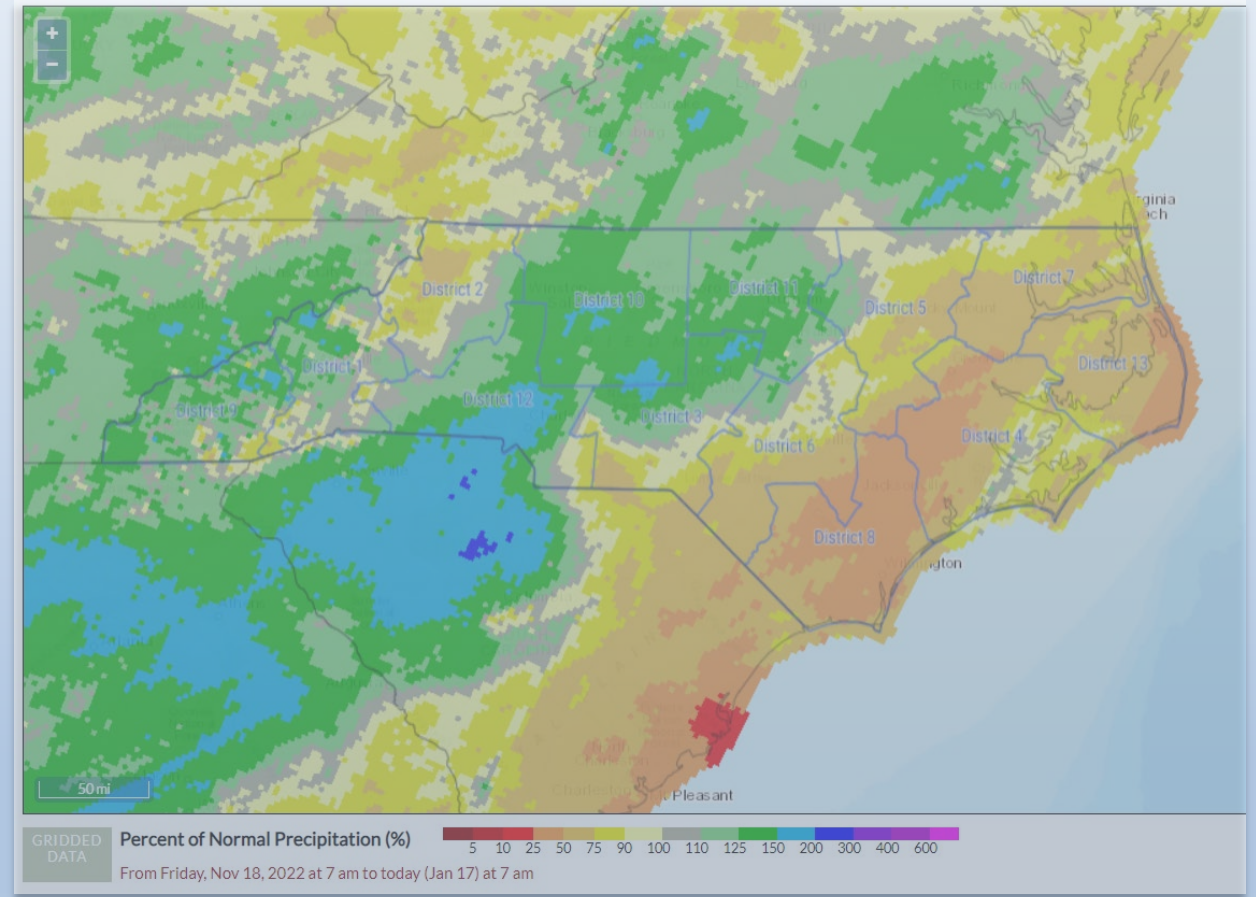 +
−
Richmond
Virginia
Beach
District 7
District 2
District 10
District 11
District 5
District 13
District 1
District 12
District 9
District 3
District 4
District 6
District 8
Wilmington
50 mi
Pleasant
GRIDDED
DATA
Percent of Normal Precipitation (%)
5 10 25 50 75 90 100 110 125 150 200 300 400 600
From Friday, Nov 18, 2022 at 7 am to today (Jan 17) at 7 am